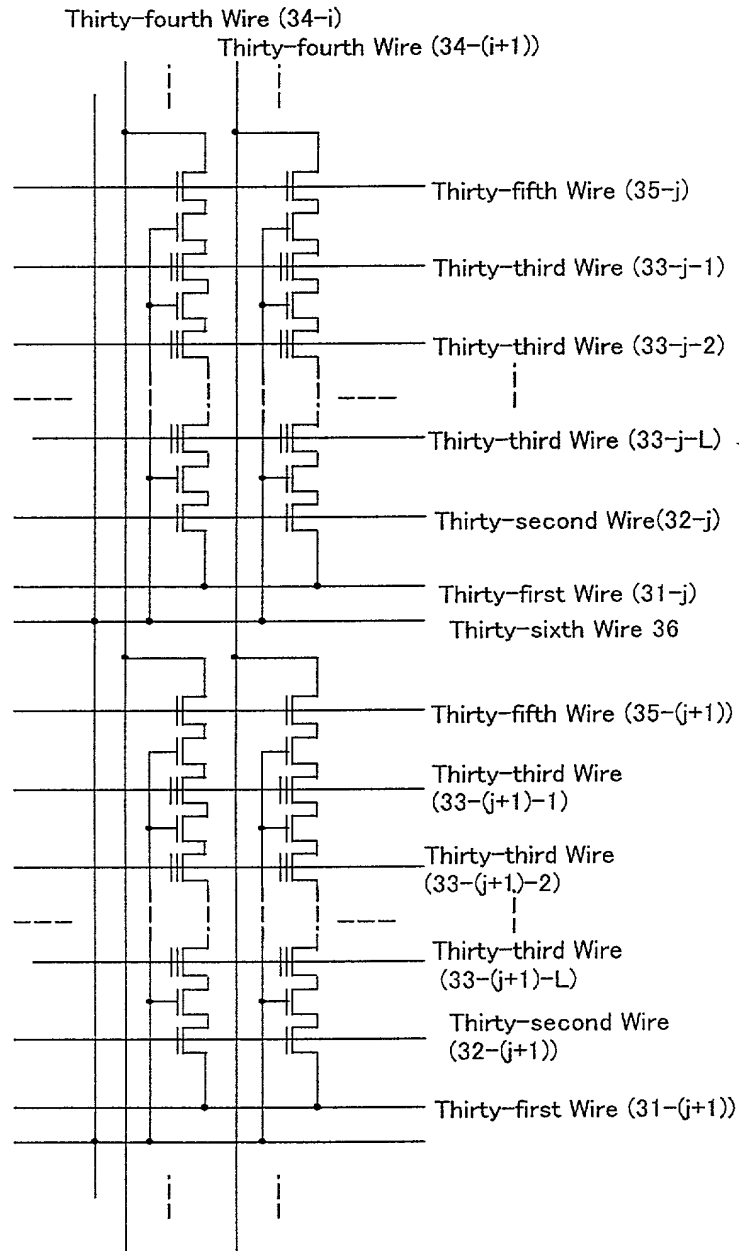 Thirty-fourth Wire (34-i)
Thirty-fourth Wire (34-(i+1))
Thirty-fifth Wire (35-j)
Thirty-third Wire (33-j-1)
Thirty-third Wire (33-j-2)
Thirty-third Wire (33-j-L)
Thirty-second Wire(32-j)
Thirty-first Wire (31-j)
Thirty-sixth Wire 36
Thirty-fifth Wire (35-(j+1))
Thirty-third Wire
(33-(j+1)-1)
Thirty-third Wire
(33-(j+1)-2)
Thirty-third Wire
(33-(j+1)-L)
Thirty-second Wire
(32-(j+1))
Thirty-first Wire (31-(j+1))